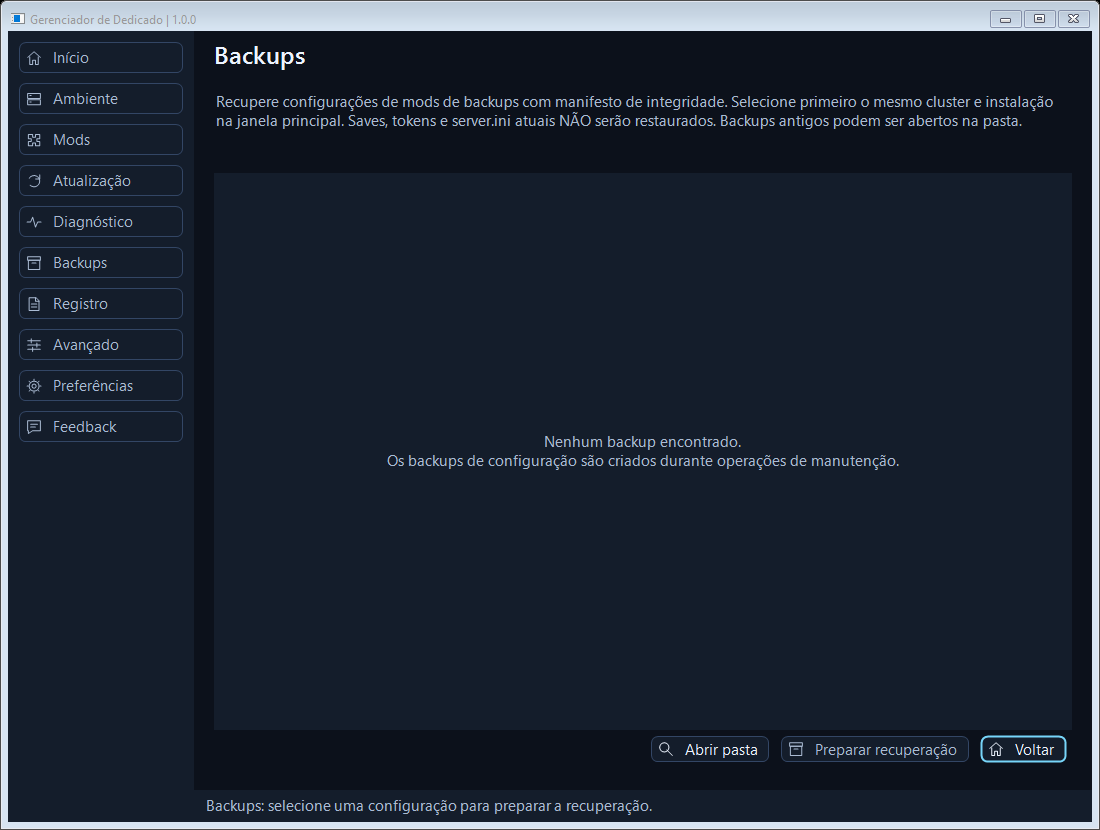 Gerenciador de Dedicado | 1.0.0
Início
Ambiente
Mods
Atualização
Diagnóstico
Backups
Registro
Avançado
Preferências
Feedback
Backups
Recupere configurações de mods de backups com manifesto de integridade. Selecione primeiro o mesmo cluster e instalação
na janela principal. Saves, tokens e server.ini atuais NÃO serão restaurados. Backups antigos podem ser abertos na pasta.
Nenhum backup encontrado.
Os backups de configuração são criados durante operações de manutenção.
Abrir pasta
Preparar recuperação
Voltar
Backups: selecione uma configuração para preparar a recuperação.